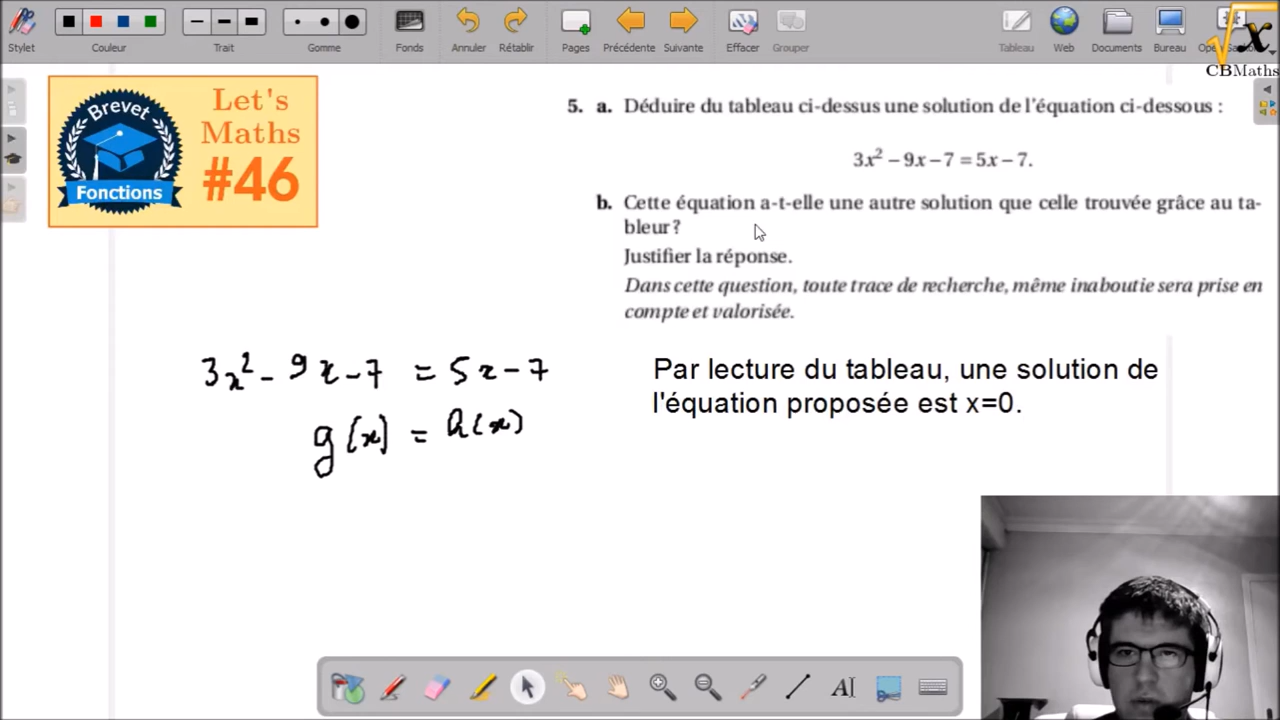 Stylet
Couleur
Trait
Gomme
Fonds
Annuler
Rétablir
Pages
Précédente
Suivante
Effacer
Grouper
Tableau
Web
Documents
Bureau
CBMaths
Brevet
Fonctions
Let's
Maths
#46
5. a. Déduire du tableau ci-dessus une solution de l'équation ci-dessous :
3x² − 9x − 7 = 5x − 7.
b. Cette équation a-t-elle une autre solution que celle trouvée grâce au ta-
bleur ?
Justifier la réponse.
Dans cette question, toute trace de recherche, même inaboutie sera prise en
compte et valorisée.
3x² − 9x − 7 = 5x − 7
g(x) = h(x)
Par lecture du tableau, une solution de
l'équation proposée est x=0.